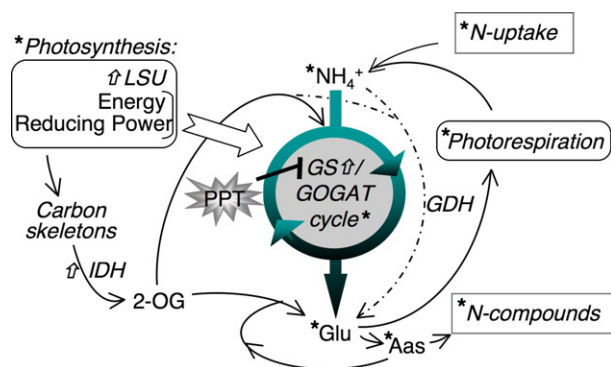 *Photosynthesis:
⇧LSU
Energy
Reducing Power
Carbon
skeletons
⇧ IDH
2-OG
PPT
*NH₄⁺
GS⇧/
GOGAT
cycle*
GDH
*Glu
*Aas
*N-uptake
*Photorespiration
*N-compounds